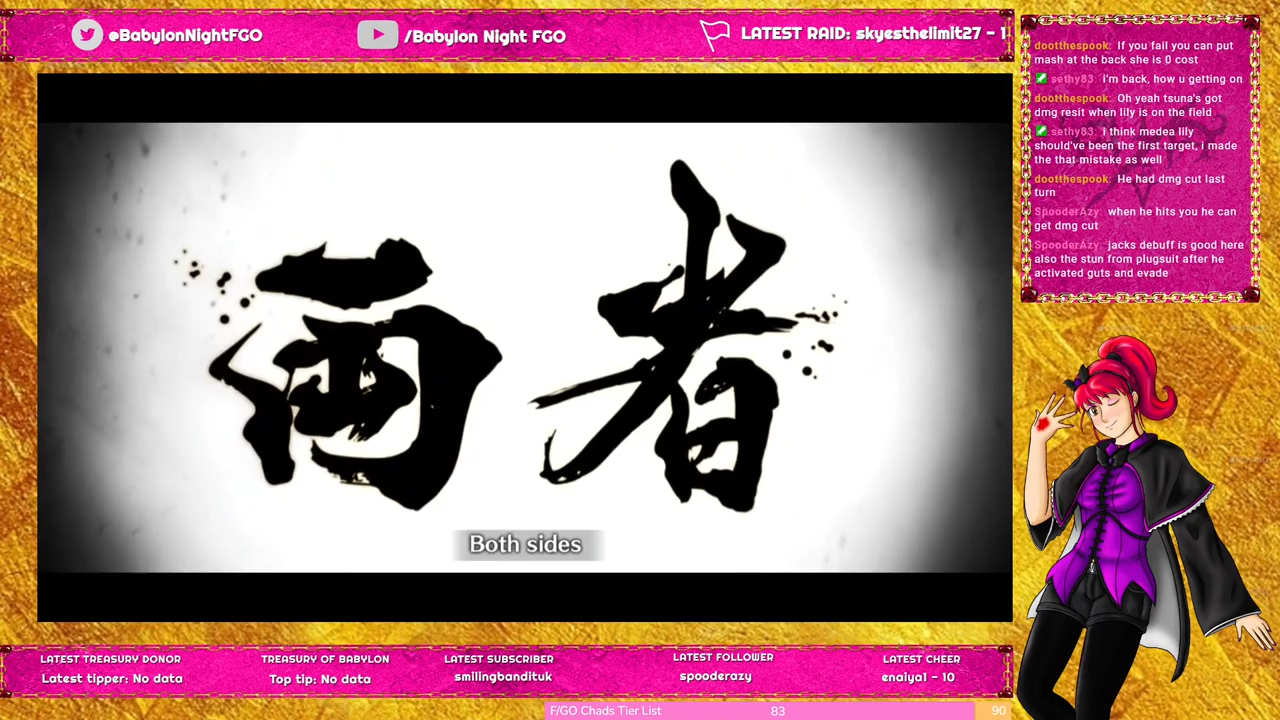 @BabylonNightFGO
/Babylon Night FGO
LATEST RAID: skyesthelimit27 - 1
doothespook: If you fail you can put
mash at the back she is 0 cost
sethy83: i'm back, how u getting on
dootthespook: Oh yeah tsuna's got
dmg resit when lily is on the field
sethy83: I think medea lily
should've been the first target, i made
the that mistake as well
dootthespook: He had dmg cut last
turn
SpooderAzy: when he hits you he can
get dmg cut
SpooderAzy: jacks debuff is good here
also the stun from plugsuit after he
activated guts and evade
両者
Both sides
LATEST TREASURY DONOR
Latest tipper: No data
TREASURY OF BABYLON
Top tip: No data
LATEST SUBSCRIBER
smilingbandituk
LATEST FOLLOWER
spooderazy
LATEST CHEER
enaiya1 - 10
F/GO Chads Tier List
83
90